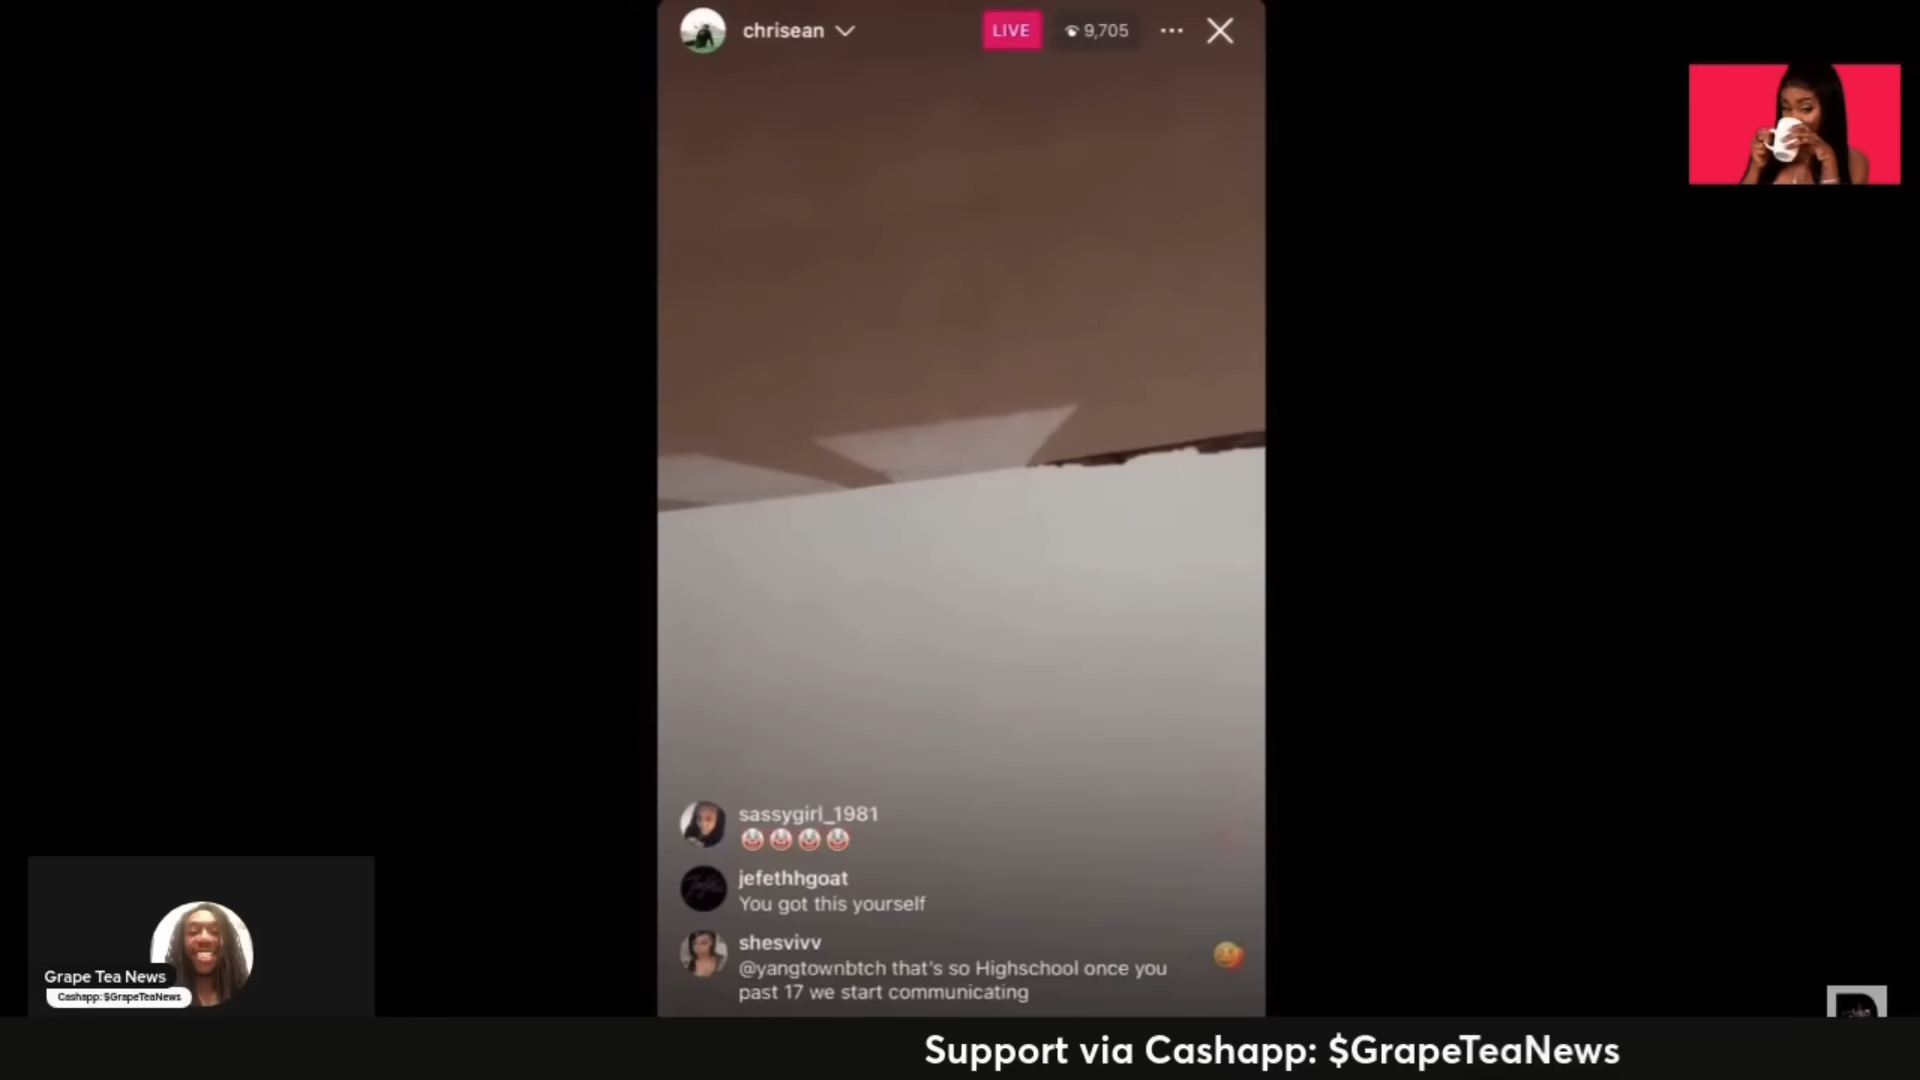 chrisean
LIVE
9,705
sassygirl_1981
🤡🤡🤡🤡
jefethhgoat
You got this yourself
shesvivv
@yangtownbtch that's so Highschool once you
past 17 we start communicating
Grape Tea News
Cashapp: $GrapeTeaNews
Support via Cashapp: $GrapeTeaNews